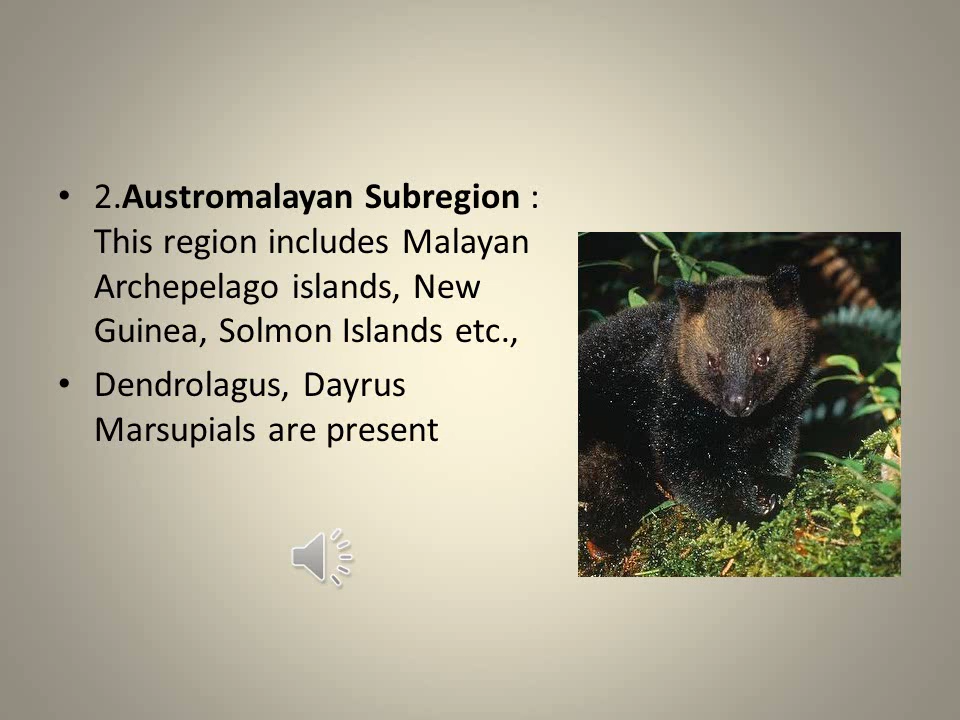 • 2.Austromalayan Subregion :
This region includes Malayan
Archepelago islands, New
Guinea, Solmon Islands etc.,
• Dendrolagus, Dayrus
Marsupials are present